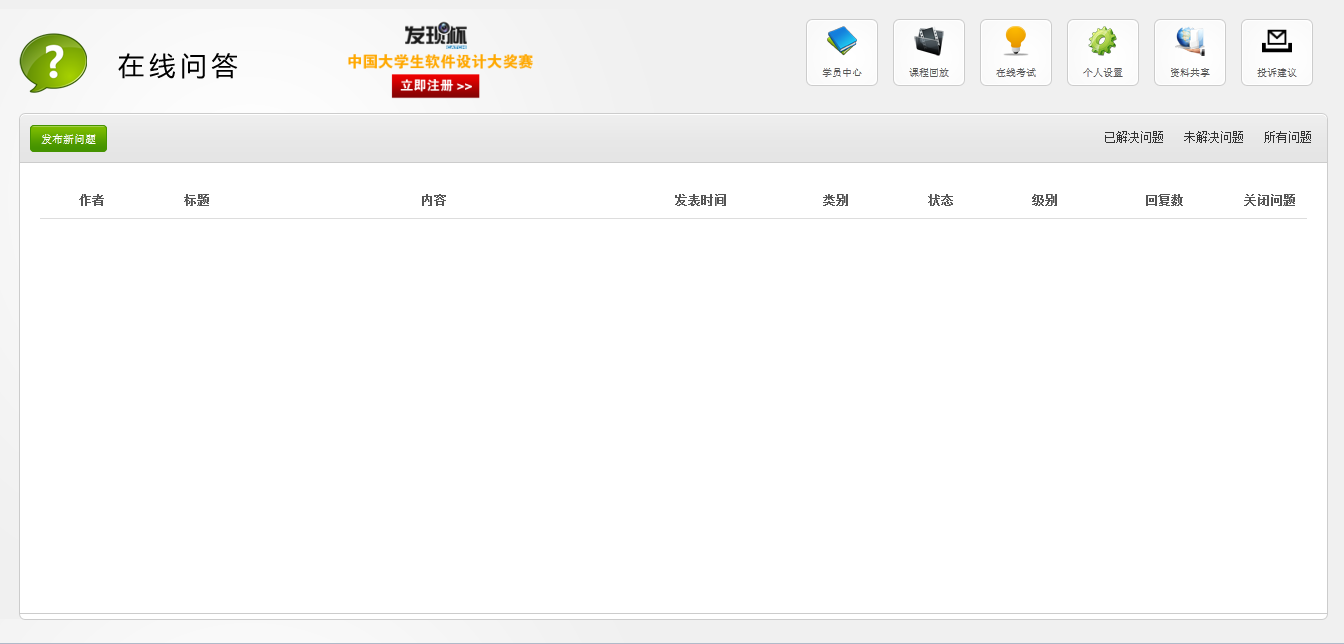 在线问答
发现杯
中国大学生软件设计大奖赛
立即注册 >>
学员中心
课程回放
在线考试
个人设置
资料共享
投诉建议
发布新问题
已解决问题 未解决问题 所有问题
作者 标题 内容 发表时间 类别 状态 级别 回复数 关闭问题